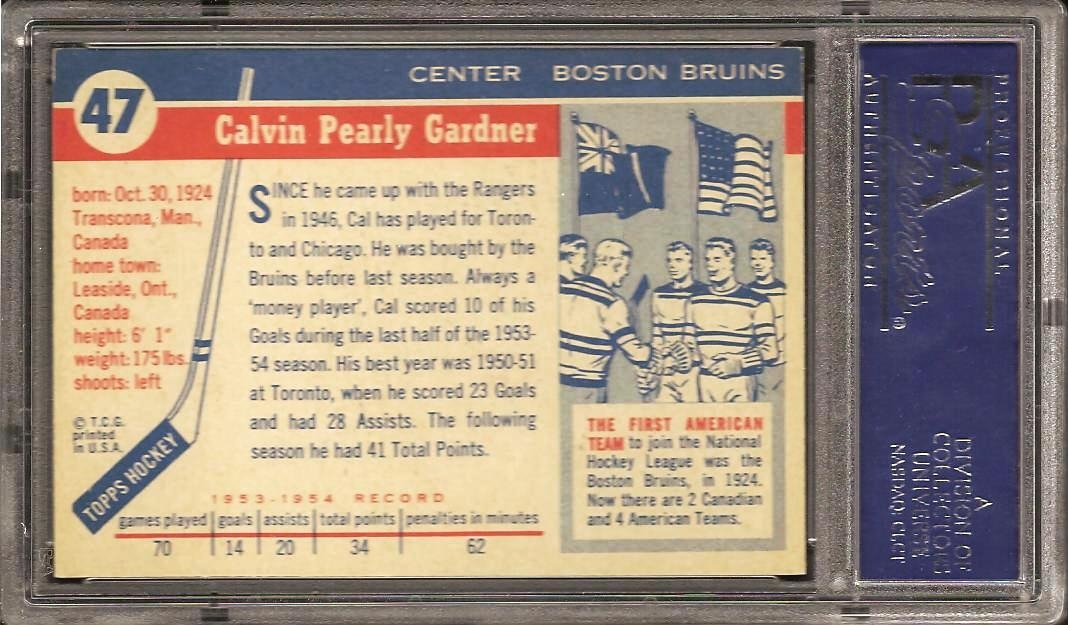 CENTER BOSTON BRUINS
47
Calvin Pearly Gardner
born: Oct. 30, 1924
Transcona, Man.,
Canada
home town:
Leaside, Ont.,
Canada
height: 6' 1"
weight: 175 lbs.
shoots: left
© T.C.G.
printed
in U.S.A.
TOPPS HOCKEY
SINCE he came up with the Rangers
in 1946, Cal has played for Toron-
to and Chicago. He was bought by the
Bruins before last season. Always a
'money player', Cal scored 10 of his
Goals during the last half of the 1953-
54 season. His best year was 1950-51
at Toronto, when he scored 23 Goals
and had 28 Assists. The following
season he had 41 Total Points.
THE FIRST AMERICAN
TEAM to join the National
Hockey League was the
Boston Bruins, in 1924.
Now there are 2 Canadian
and 4 American Teams.
1953-1954 RECORD
games played goals assists total points penalties in minutes
70 14 20 34 62
PROFESSIONAL
PSA
AUTHENTICATOR
®
A
DIVISION OF
COLLECTORS
UNIVERSE
NASDAQ: CLCT